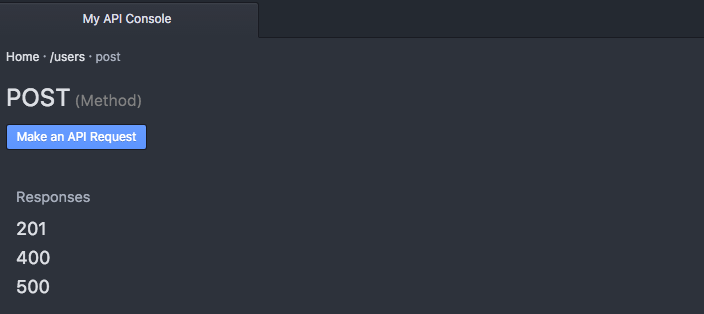 My API Console
Home · /users · post
POST (Method)
Make an API Request
Responses
201
400
500